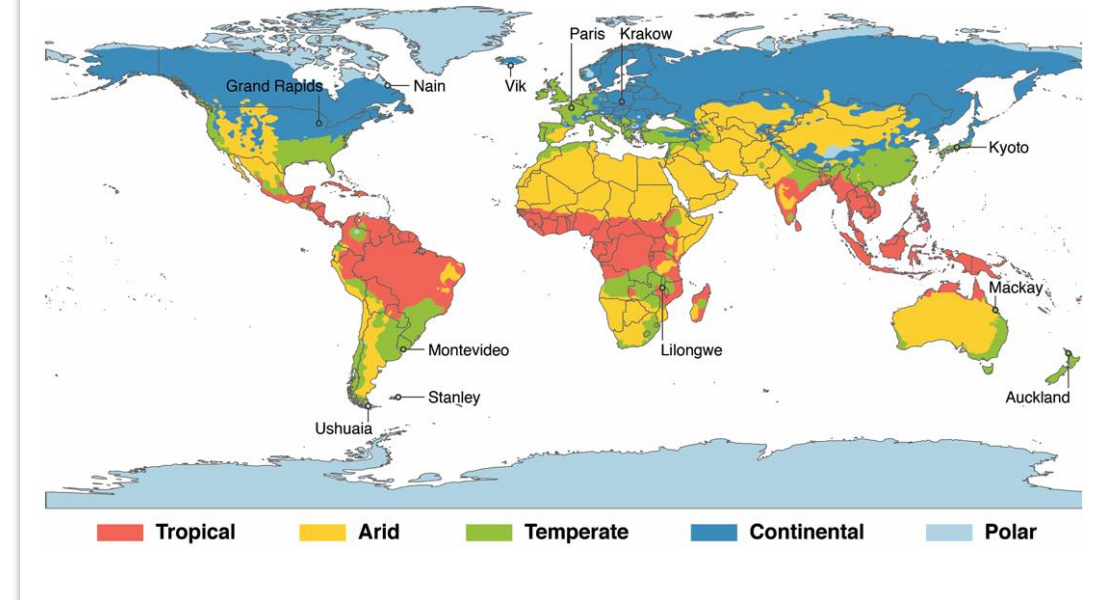 Paris
Krakow
Grand Rapids
Nain
Vik
Kyoto
Mackay
Montevideo
Lilongwe
Stanley
Auckland
Ushuaia
Tropical
Arid
Temperate
Continental
Polar